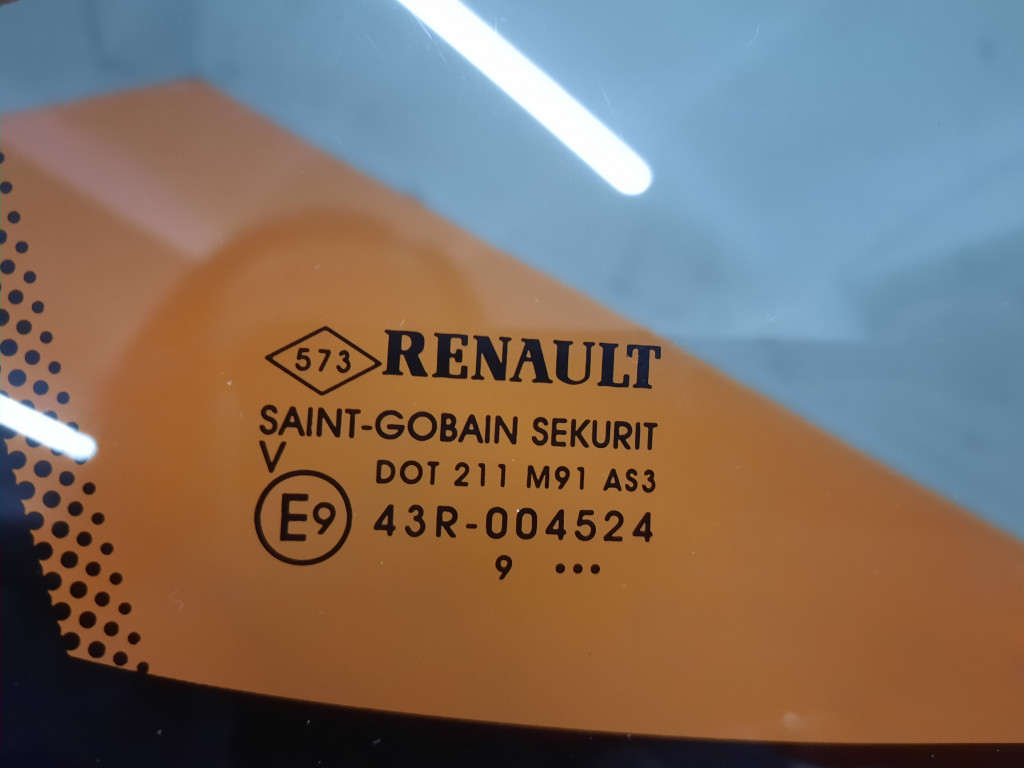 573 RENAULT
SAINT-GOBAIN SEKURIT
V
DOT 211 M91 AS3
E9 43R-004524
9 •••